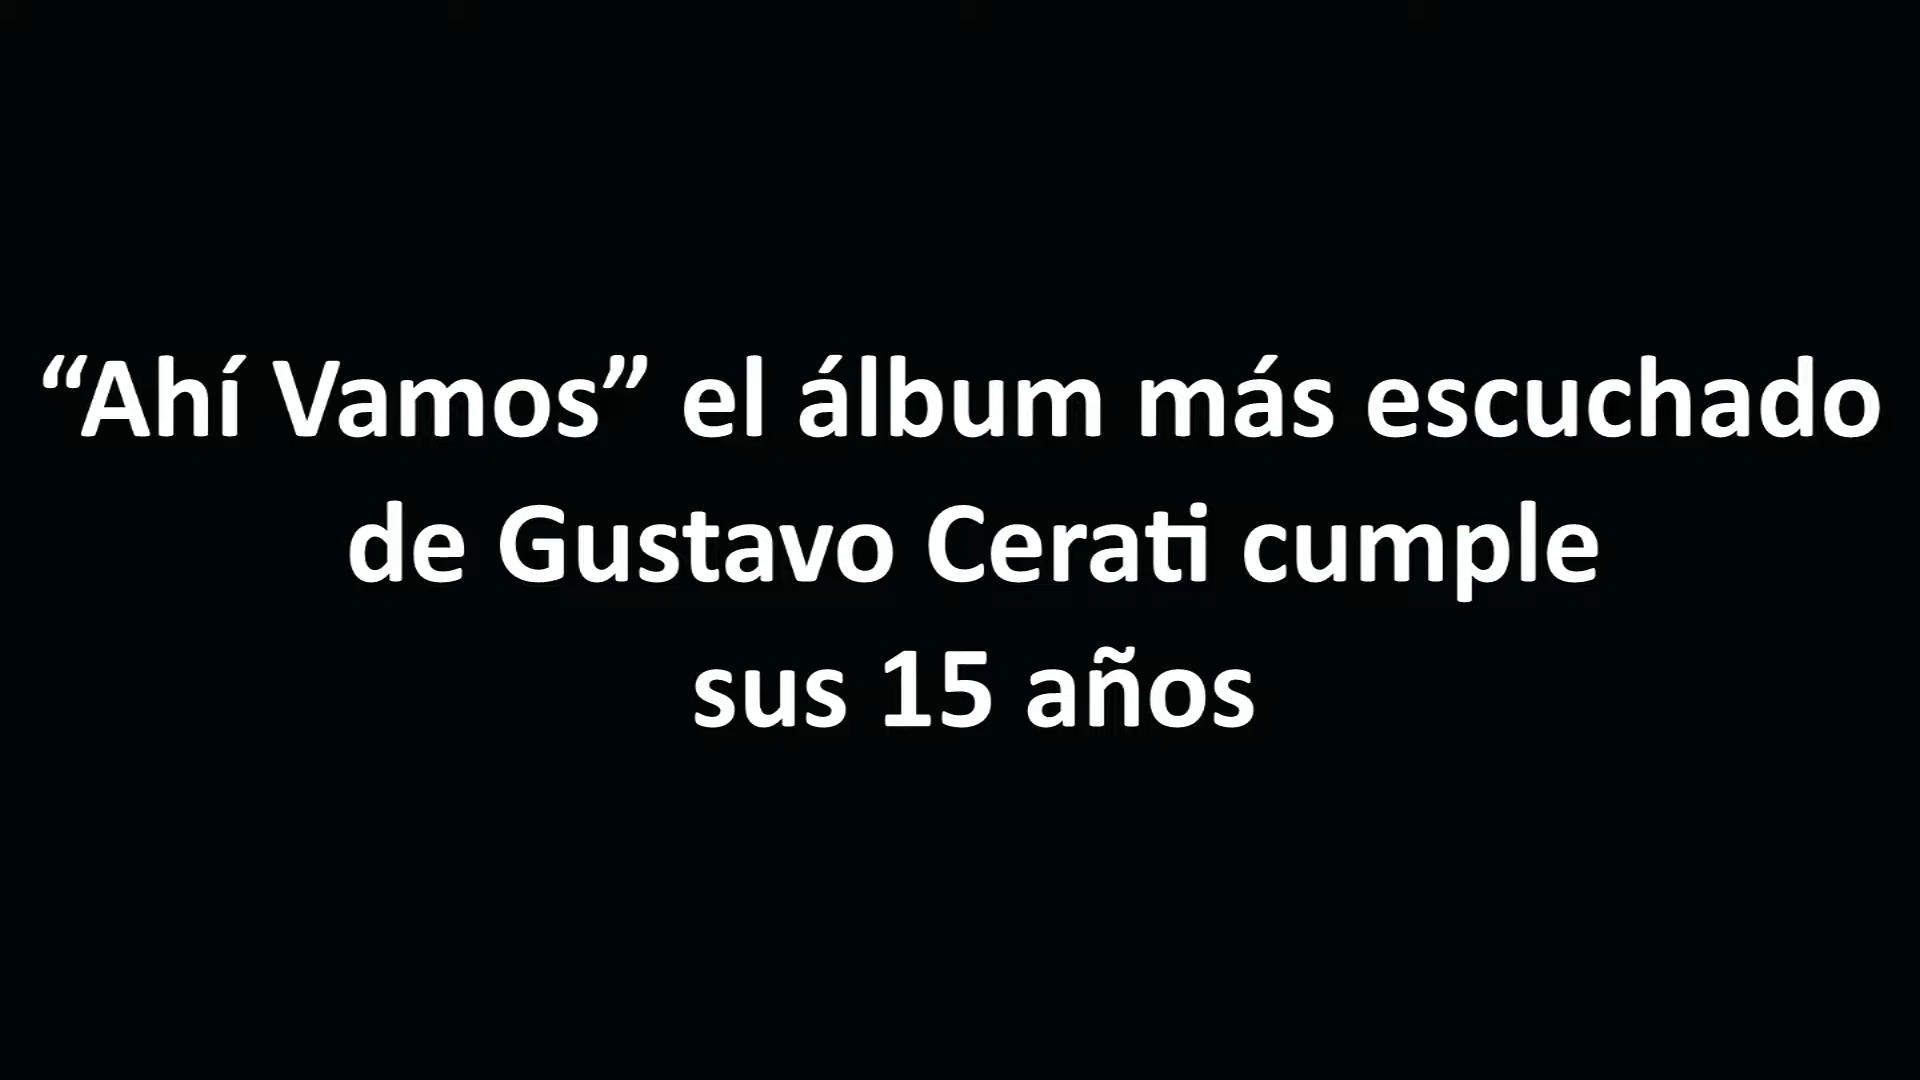 “Ahí Vamos” el álbum más escuchado
de Gustavo Cerati cumple
sus 15 años